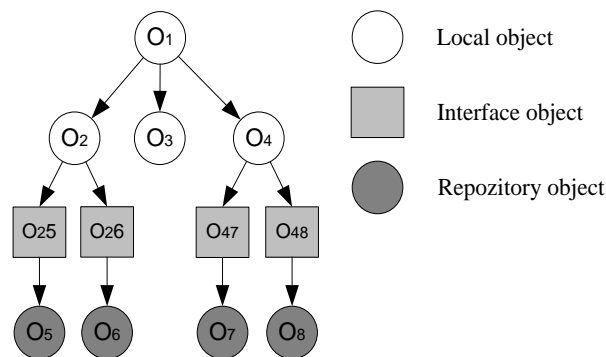 O1
Local object
O2 O3 O4
Interface object
Repozitory object
O25 O26 O47 O48
O5 O6 O7 O8